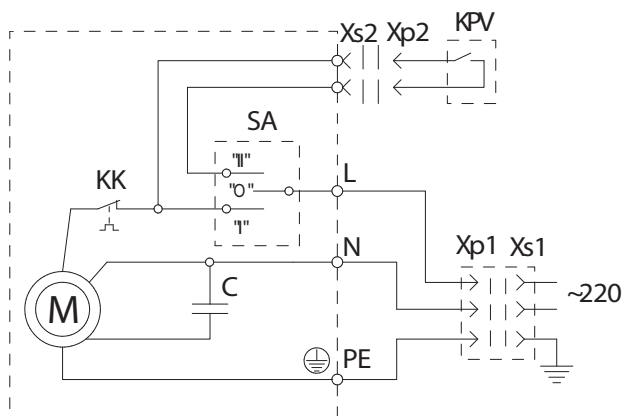 Xs2 Xp2 KPV
SA
"II"
KK
"0"
L
"I"
N
Xp1 Xs1
C
M
~220
PE